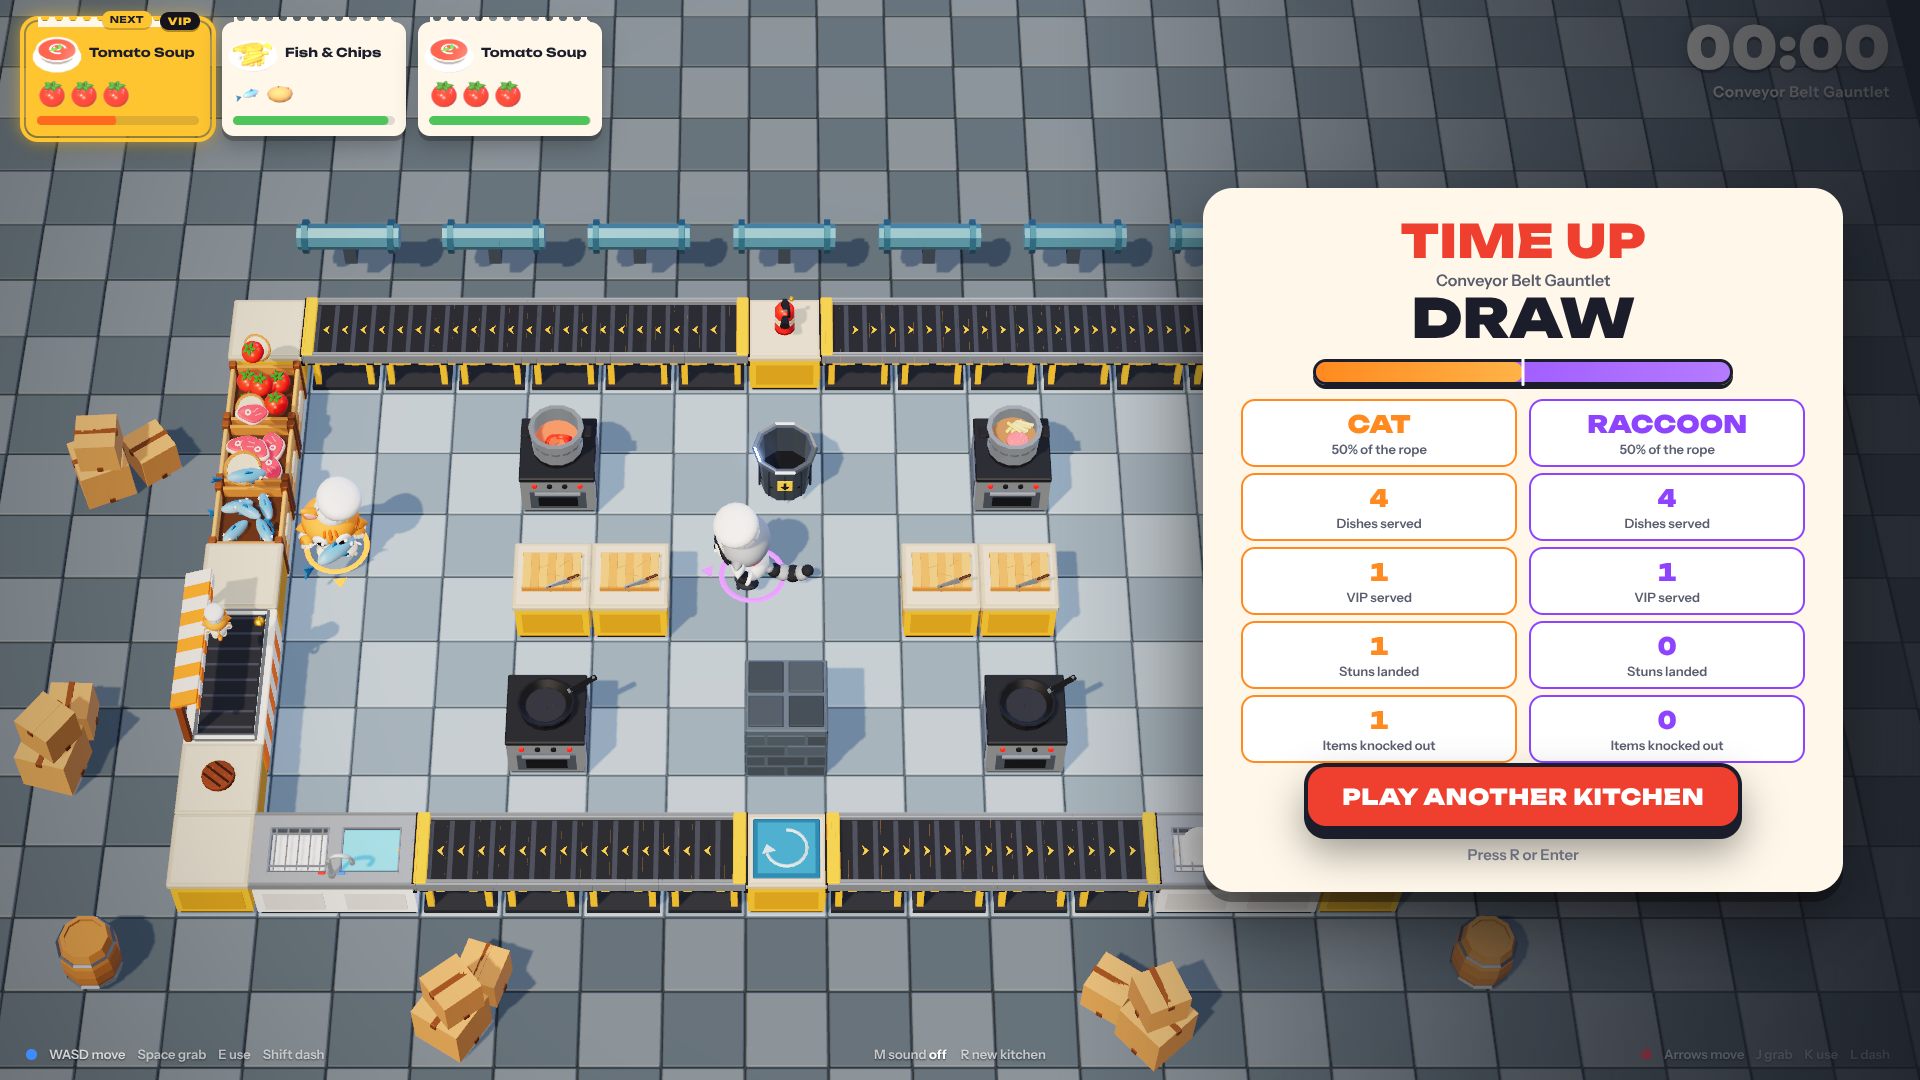 NEXT
VIP
Tomato Soup
Fish & Chips
Tomato Soup
00:00
Conveyor Belt Gauntlet
TIME UP
Conveyor Belt Gauntlet
DRAW
CAT
50% of the rope
RACCOON
50% of the rope
4
Dishes served
4
Dishes served
1
VIP served
1
VIP served
1
Stuns landed
0
Stuns landed
1
Items knocked out
0
Items knocked out
PLAY ANOTHER KITCHEN
Press R or Enter
WASD move Space grab E use Shift dash
M sound off R new kitchen
Arrows move J grab K use L dash